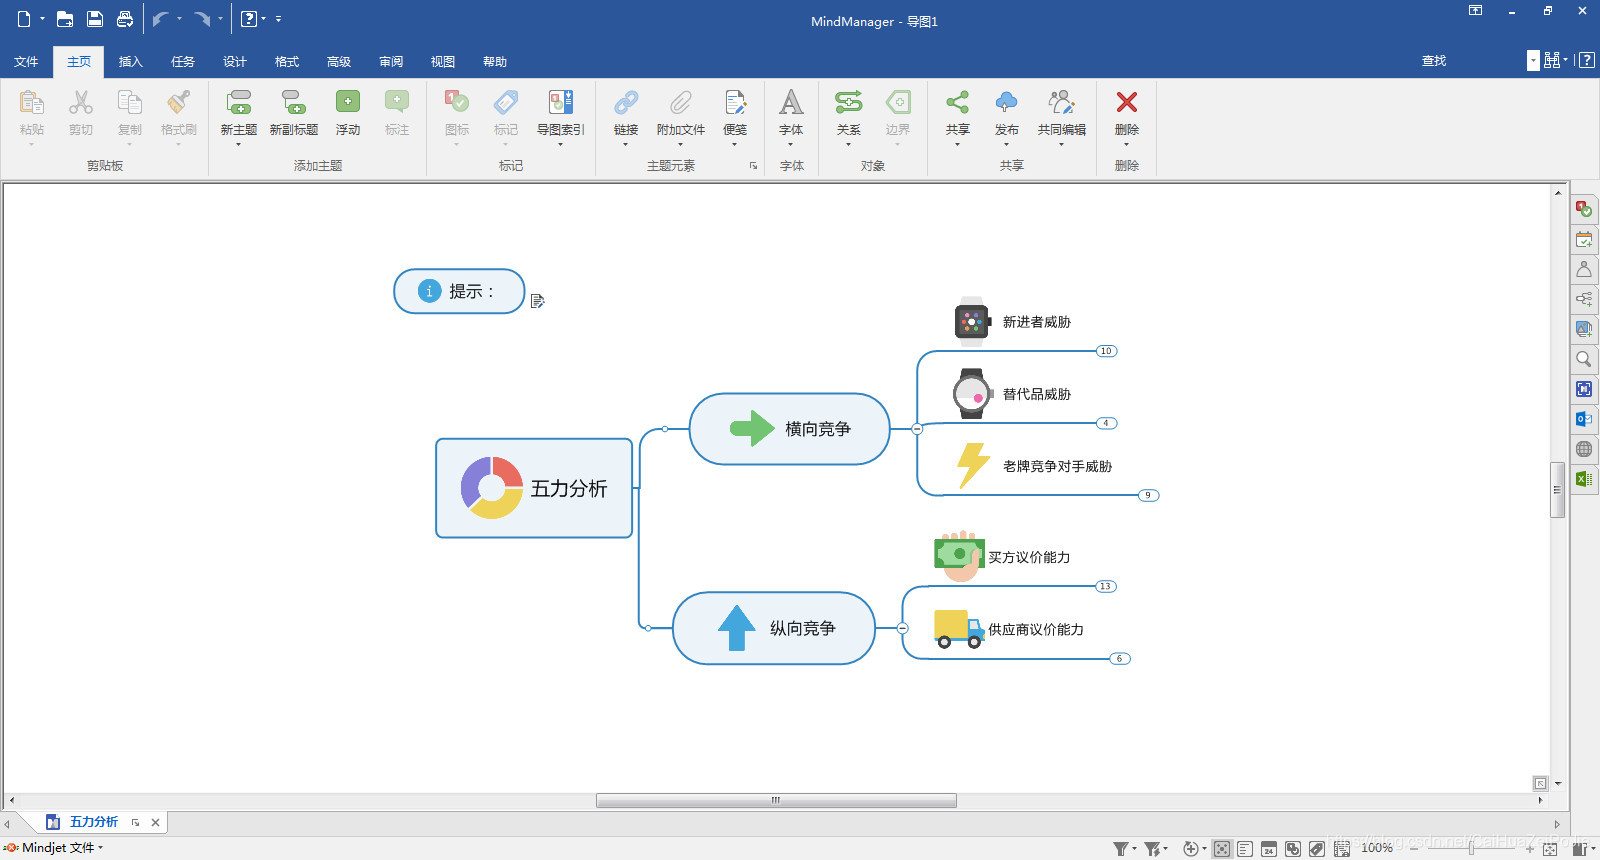 MindManager - 导图1
文件 主页 插入 任务 设计 格式 高级 审阅 视图 帮助 查找
粘贴 剪切 复制 格式刷 新主题 新副标题 浮动 标注 图标 标记 导图索引 链接 附加文件 便笺 字体 关系 边界 共享 发布 共同编辑 删除
剪贴板 添加主题 标记 主题元素 字体 对象 共享 删除
提示：
新进者威胁
10
替代品威胁
4
横向竞争
老牌竞争对手威胁
9
五力分析
买方议价能力
13
纵向竞争
供应商议价能力
6
五力分析
Mindjet 文件
24
100%